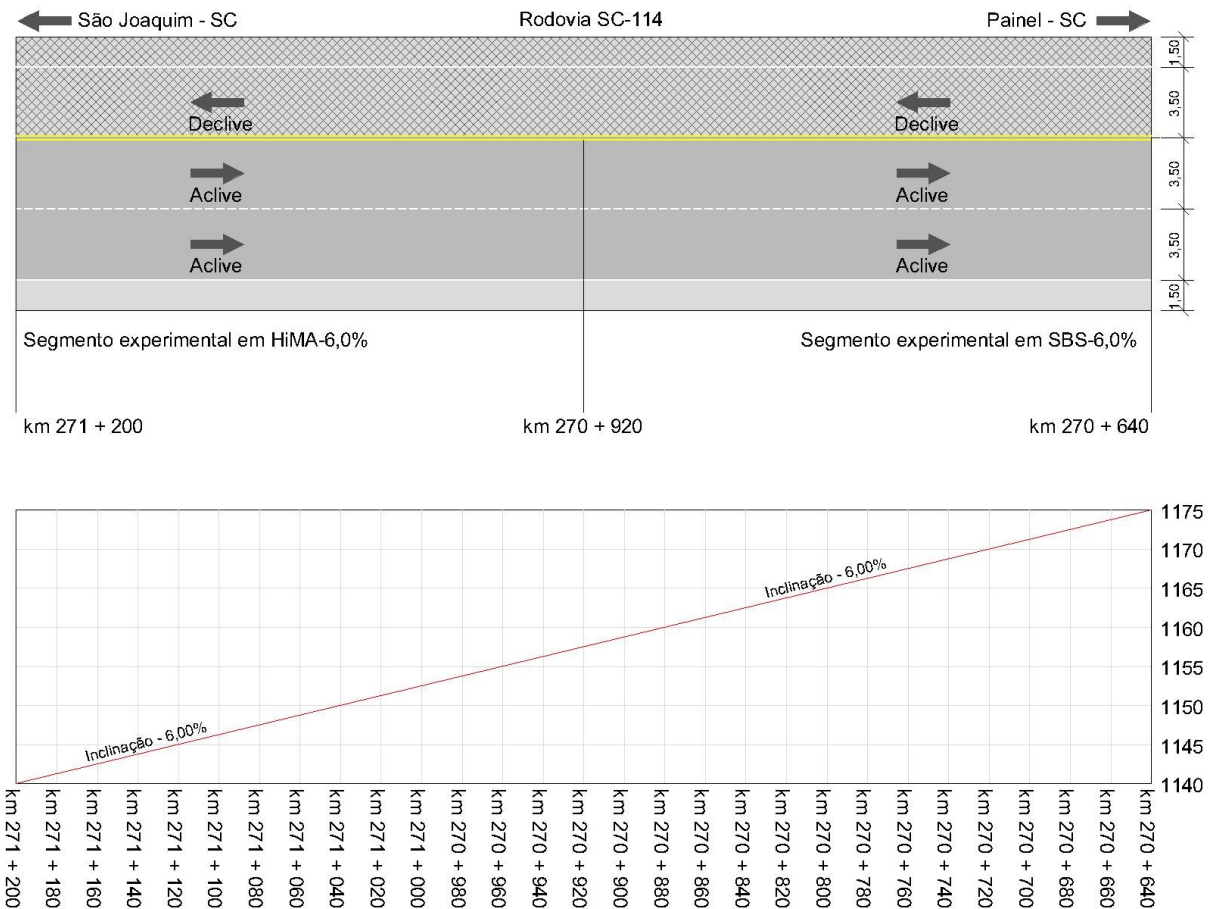 São Joaquim - SC
Rodovia SC-114
Painel - SC
1,50
3,50
3,50
3,50
1,50
Declive
Declive
Aclive
Aclive
Aclive
Aclive
Segmento experimental em HiMA-6,0%
Segmento experimental em SBS-6,0%
km 271 + 200
km 270 + 920
km 270 + 640
1175
1170
1165
1160
1155
1150
1145
1140
Inclinação - 6,00%
Inclinação - 6,00%
km 271 + 200
km 271 + 180
km 271 + 160
km 271 + 140
km 271 + 120
km 271 + 100
km 271 + 080
km 271 + 060
km 271 + 040
km 271 + 020
km 271 + 000
km 270 + 980
km 270 + 960
km 270 + 940
km 270 + 920
km 270 + 900
km 270 + 880
km 270 + 860
km 270 + 840
km 270 + 820
km 270 + 800
km 270 + 780
km 270 + 760
km 270 + 740
km 270 + 720
km 270 + 700
km 270 + 680
km 270 + 660
km 270 + 640